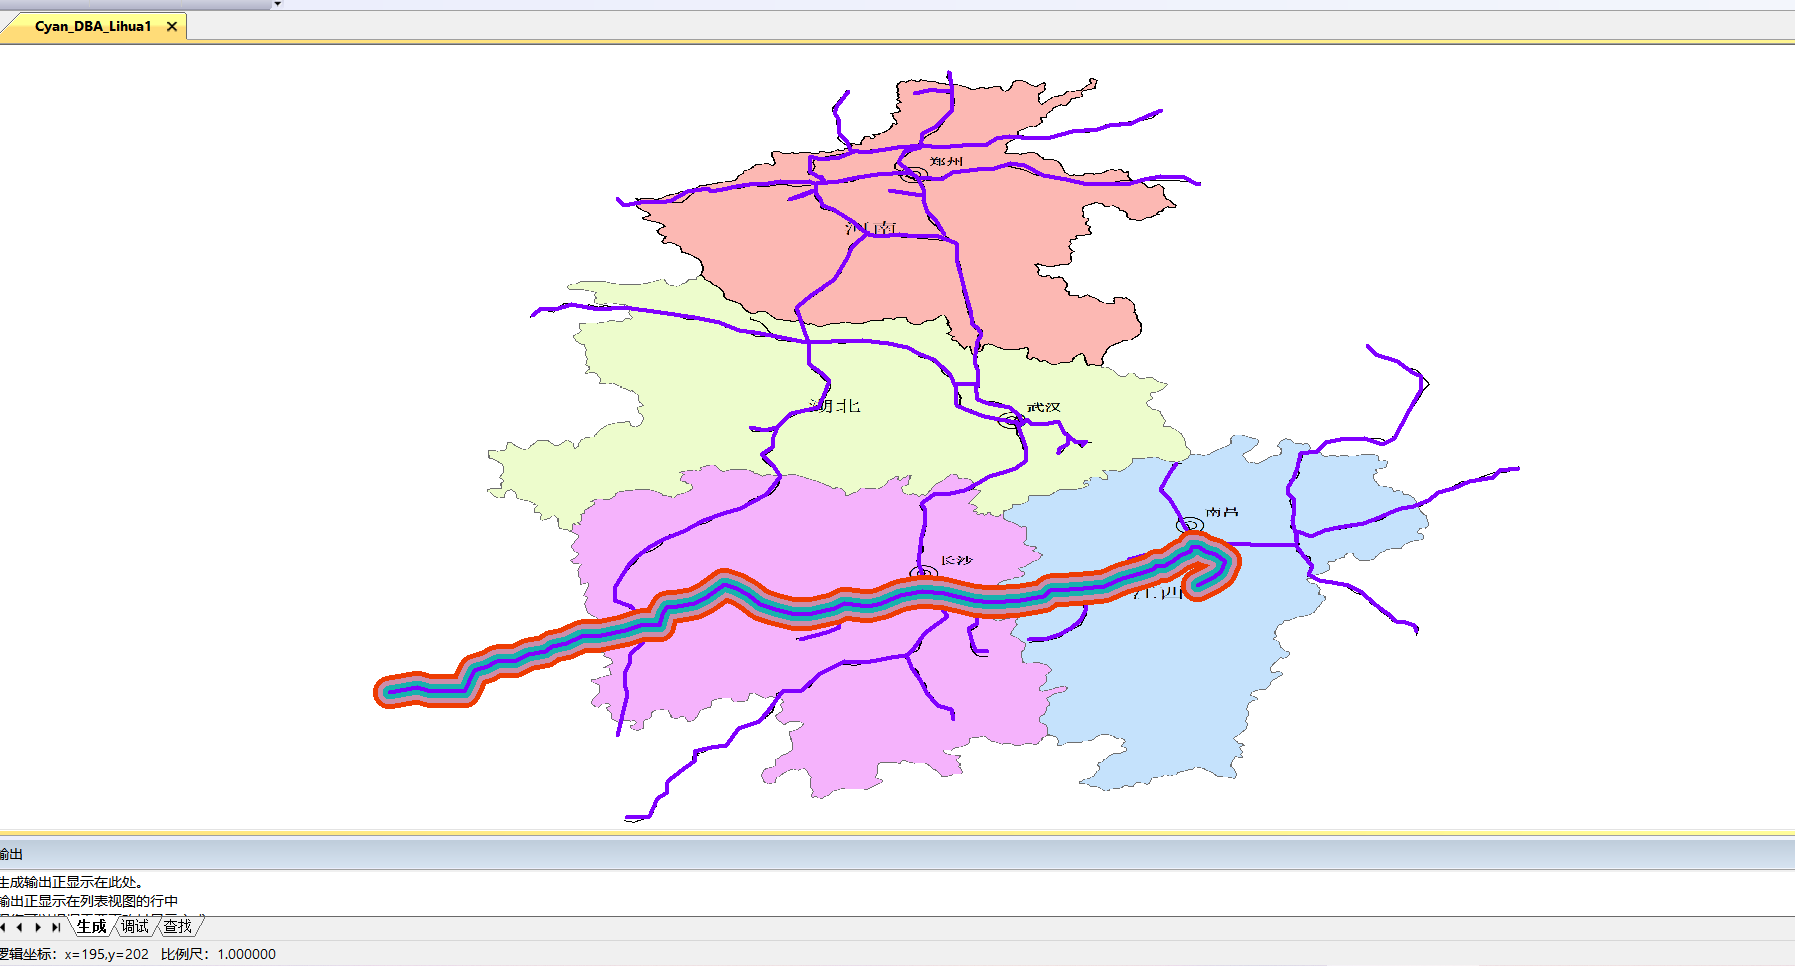 Cyan_DBA_Lihua1
郑州
河南
湖北
武汉
南昌
长沙
江西
输出
生成输出正显示在此处。
输出正显示在列表视图的行中
生成 调试 查找
逻辑坐标：x=195,y=202 比例尺：1.000000